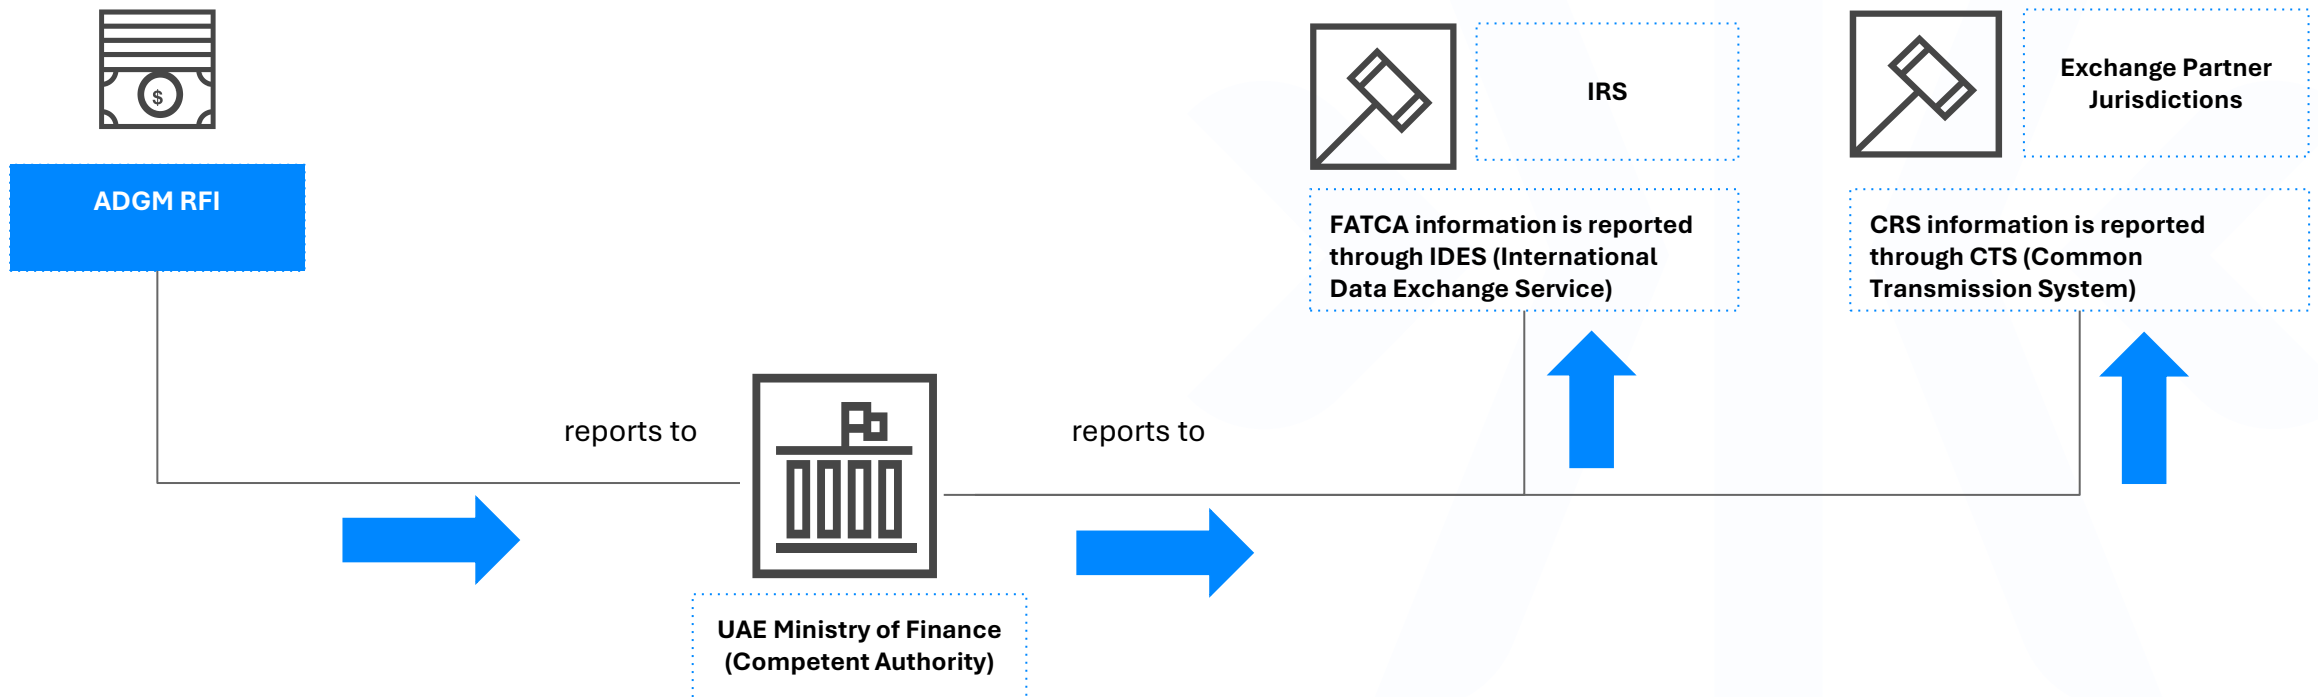 $
ADGM RFI
IRS
Exchange Partner
Jurisdictions
FATCA information is reported
through IDES (International
Data Exchange Service)
CRS information is reported
through CTS (Common
Transmission System)
reports to
reports to
UAE Ministry of Finance
(Competent Authority)